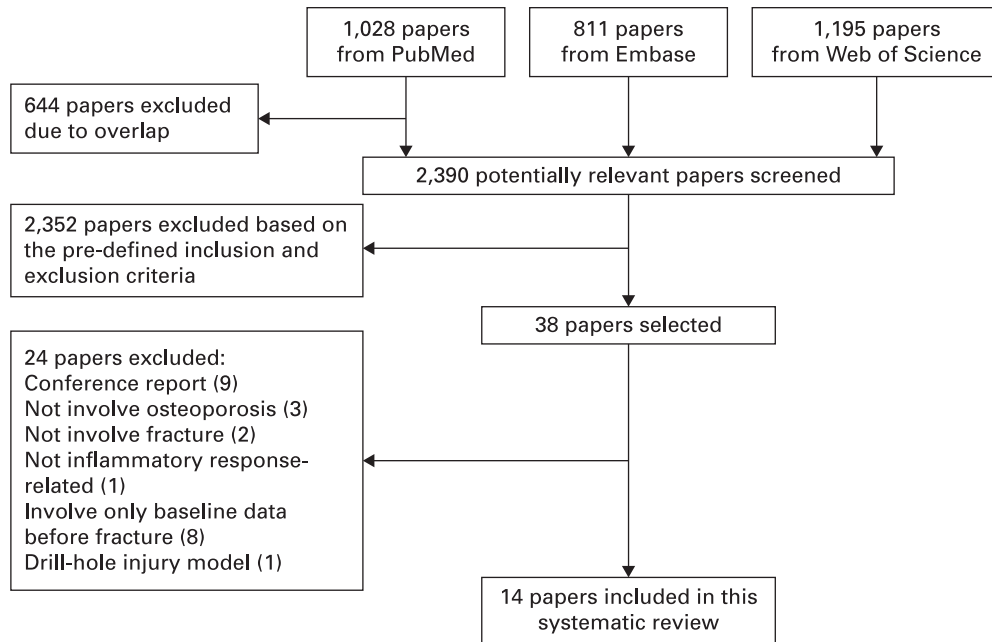 1,028 papers
from PubMed
811 papers
from Embase
1,195 papers
from Web of Science
644 papers excluded
due to overlap
2,390 potentially relevant papers screened
2,352 papers excluded based on
the pre-defined inclusion and
exclusion criteria
38 papers selected
24 papers excluded:
Conference report (9)
Not involve osteoporosis (3)
Not involve fracture (2)
Not inflammatory response-
related (1)
Involve only baseline data
before fracture (8)
Drill-hole injury model (1)
14 papers included in this
systematic review